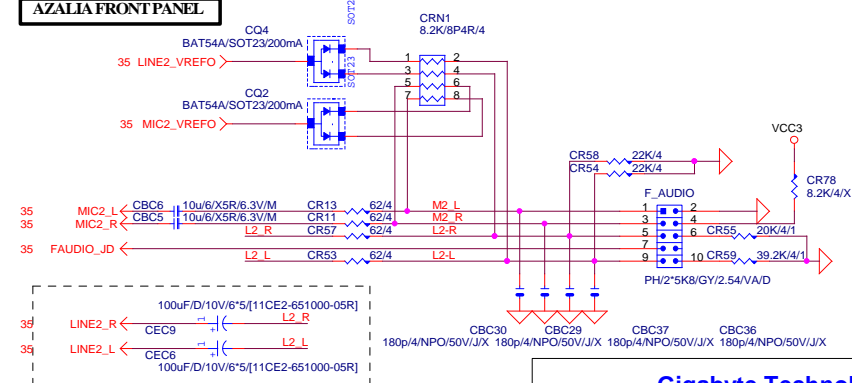 AZALIA FRONT PANEL
SOT2
CQ4
BAT54A/SOT23/200mA
CRN1
8.2K/8P4R/4
35 LINE2_VREFO
SOT23
1 2
3 4
5 6
7 8
CQ2
BAT54A/SOT23/200mA
35 MIC2_VREFO
VCC3
CR58 22K/4
CR54 22K/4
CR78
8.2K/4/X
F_AUDIO
35 MIC2_L CBC6 10u/6/X5R/6.3V/M CR13 62/4 M2_L 1 2
35 MIC2_R CBC5 10u/6/X5R/6.3V/M CR11 62/4 M2_R 3 4
L2_R CR57 62/4 L2-R 5 6 CR55 20K/4/1
35 FAUDIO_JD 7
L2_L CR53 62/4 L2-L 9 10 CR59 39.2K/4/1
PH/2*5K8/GY/2.54/VA/D
100uF/D/10V/6*5/[11CE2-651000-05R]
35 LINE2_R 1 + L2_R
CEC9
35 LINE2_L 1 + L2_L
CEC6
100uF/D/10V/6*5/[11CE2-651000-05R]
CBC30 CBC29 CBC37 CBC36
180p/4/NPO/50V/J/X 180p/4/NPO/50V/J/X 180p/4/NPO/50V/J/X 180p/4/NPO/50V/J/X